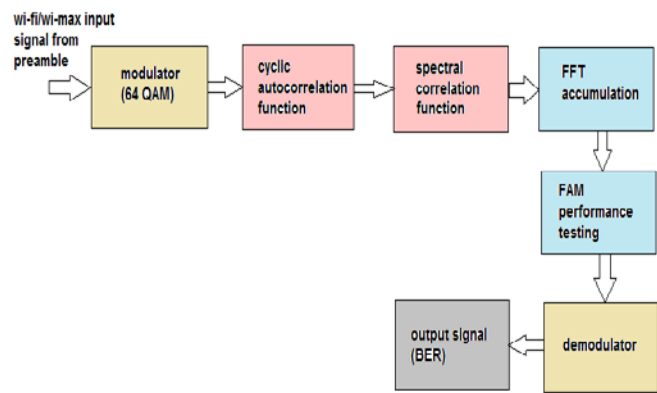 wi-fi/wi-max input
signal from
preamble
modulator
(64 QAM)
cyclic
autocorrelation
function
spectral
correlation
function
FFT
accumulation
FAM
performance
testing
demodulator
output signal
(BER)